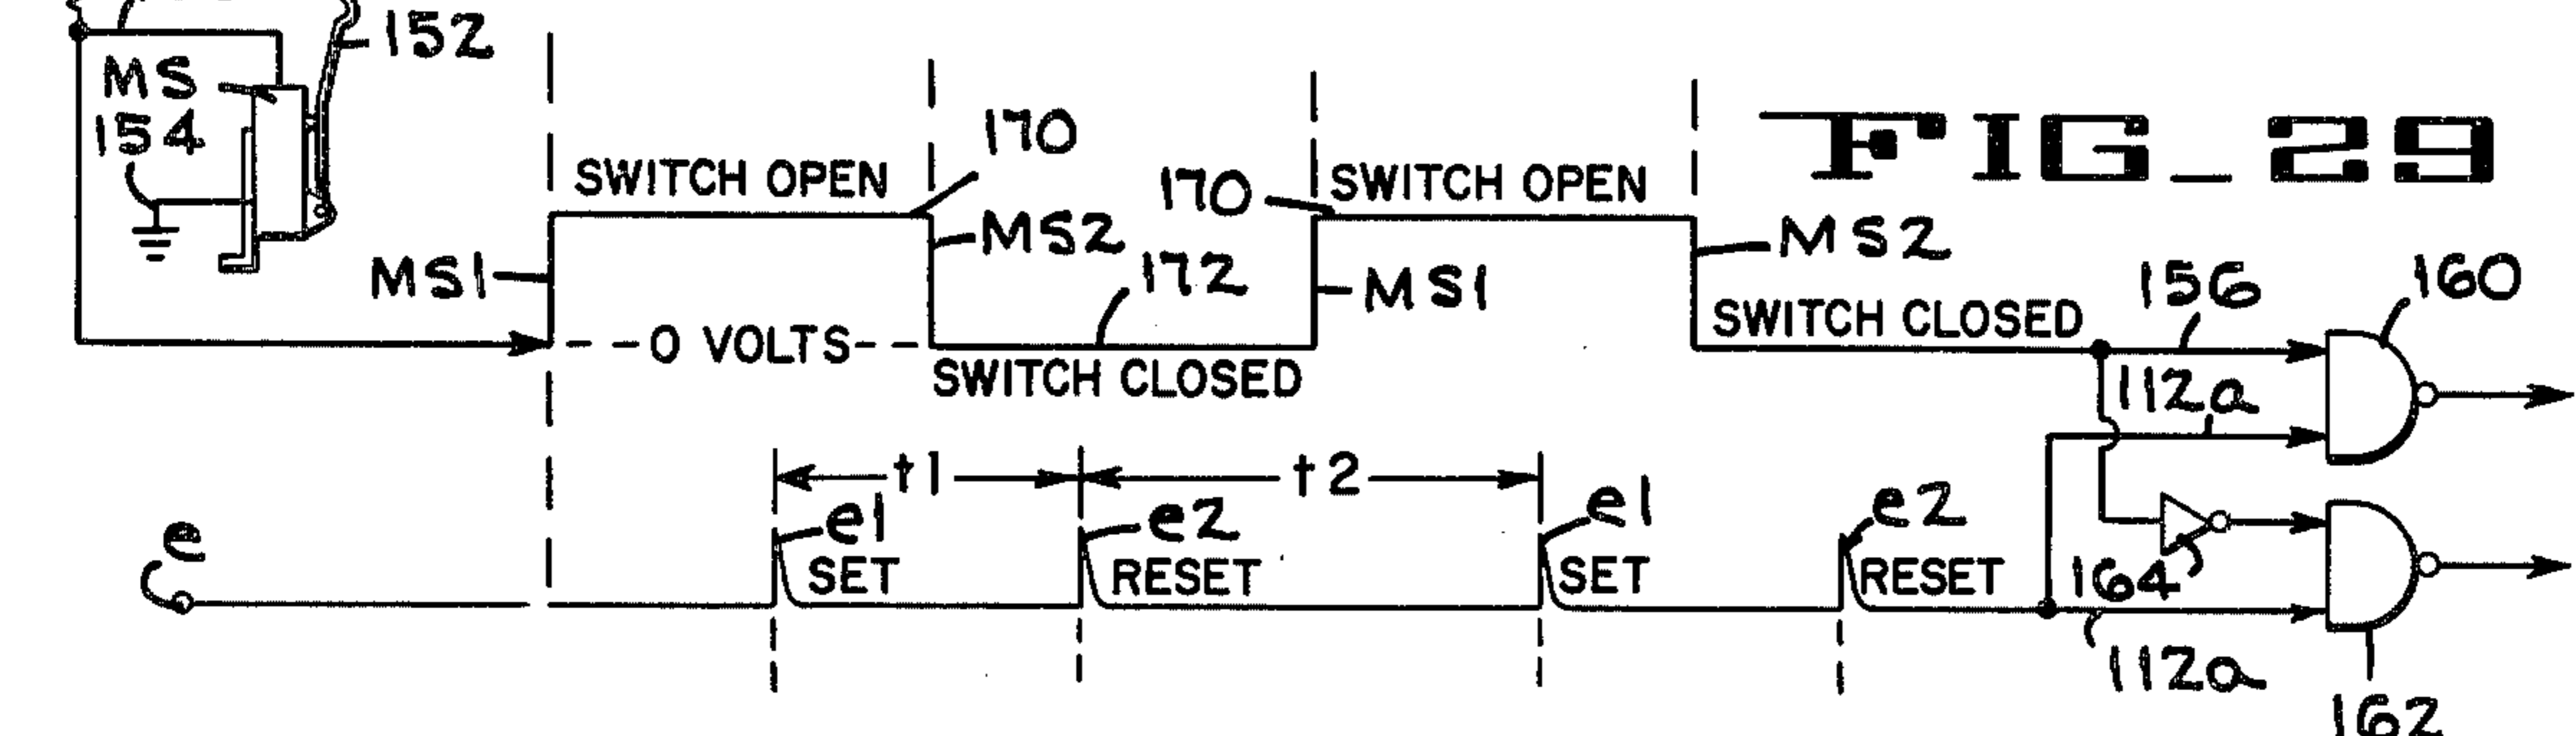 152
MS
154
170
FIG_29
SWITCH OPEN
170
SWITCH OPEN
MS1
MS2
172
MS1
MS2
156
160
--0 VOLTS--
SWITCH CLOSED
SWITCH CLOSED
112a
t1
t2
e
e1
SET
e2
RESET
e1
SET
e2
RESET
164
112a
162